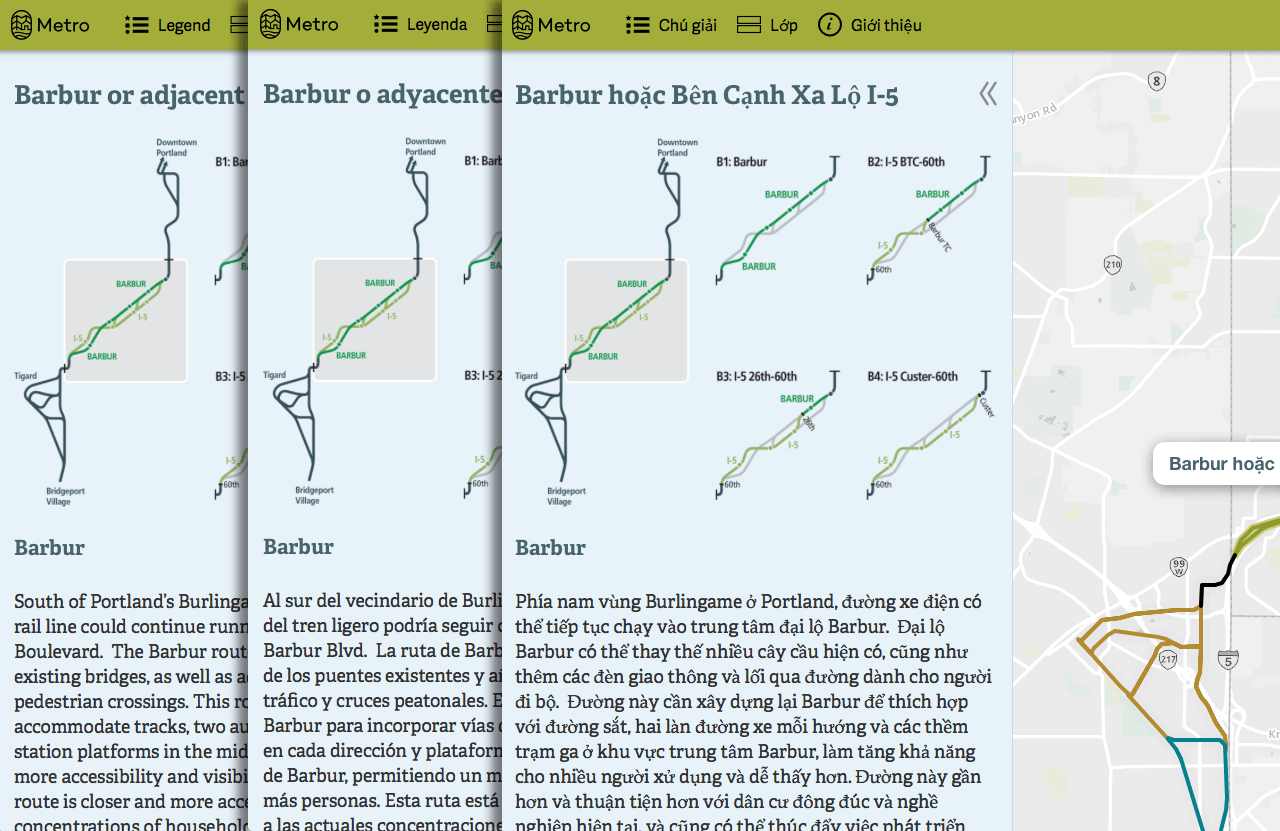 Metro Legend
Barbur or adjacent
Downtown
Portland
B1: Bar
BARBUR
I-5
I-5
BARBUR
Tigard
B3: I-5
I-5
60th
Bridgeport
Village
Barbur
South of Portland's Burlinga
rail line could continue runn
Boulevard. The Barbur rout
existing bridges, as well as a
pedestrian crossings. This ro
accommodate tracks, two au
station platforms in the mid
more accessibility and visibi
route is closer and more acce
concentrations of househol
Metro Leyenda
Barbur o adyacente
Downtown
Portland
B1: Barb
BARBUR
I-5
I-5
BARBUR
BA
Tigard
B3: I-5 2
I-5
60th
Bridgeport
Village
Barbur
Al sur del vecindario de Burli
del tren ligero podría seguir
Barbur Blvd. La ruta de Barb
de los puentes existentes y a
tráfico y cruces peatonales. E
Barbur para incorporar vías
en cada dirección y plataforn
de Barbur, permitiendo un m
más personas. Esta ruta está
a las actuales concentracione
Metro Chú giải Lớp Giới thiệu
Barbur hoặc Bên Cạnh Xa Lộ I-5
Downtown
Portland
B1: Barbur
BARBUR
BARBUR
B2: I-5 BTC-60th
BARBUR
Barbur TC
I-5
60th
BARBUR
I-5
I-5
BARBUR
Tigard
B3: I-5 26th-60th
BARBUR
26th
I-5
I-5
60th
B4: I-5 Custer-60th
Custer
I-5
I-5
60th
Bridgeport
Village
Barbur
Phía nam vùng Burlingame ở Portland, đường xe điện có
thể tiếp tục chạy vào trung tâm đại lộ Barbur. Đại lộ
Barbur có thể thay thế nhiều cây cầu hiện có, cũng như
thêm các đèn giao thông và lối qua đường dành cho người
đi bộ. Đường này cần xây dựng lại Barbur để thích hợp
với đường sắt, hai làn đường xe mỗi hướng và các thềm
trạm ga ở khu vực trung tâm Barbur, làm tăng khả năng
cho nhiều người xử dụng và dễ thấy hơn. Đường này gần
hơn và thuận tiện hơn với dân cư đông đúc và nghề
nghiệp hiện tại, và cũng có thể thúc đẩy việc phát triển
8
nyon Rd
210
Barbur hoặc
99
W
217
5
Kr